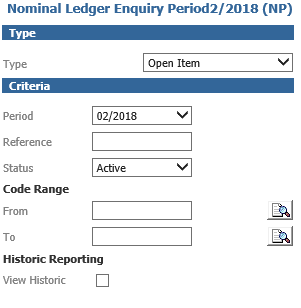 Nominal Ledger Enquiry Period2/2018 (NP)
Type
Type Open Item
Criteria
Period 02/2018
Reference
Status Active
Code Range
From
To
Historic Reporting
View Historic